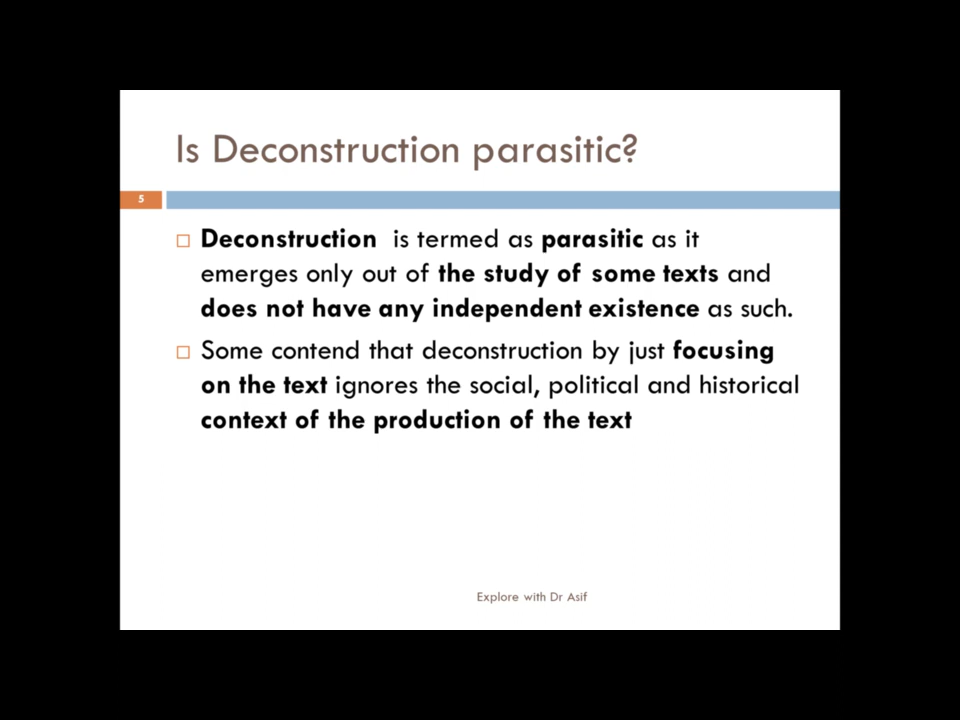 Is Deconstruction parasitic?
5
Deconstruction is termed as parasitic as it
emerges only out of the study of some texts and
does not have any independent existence as such.
Some contend that deconstruction by just focusing
on the text ignores the social, political and historical
context of the production of the text
Explore with Dr Asif